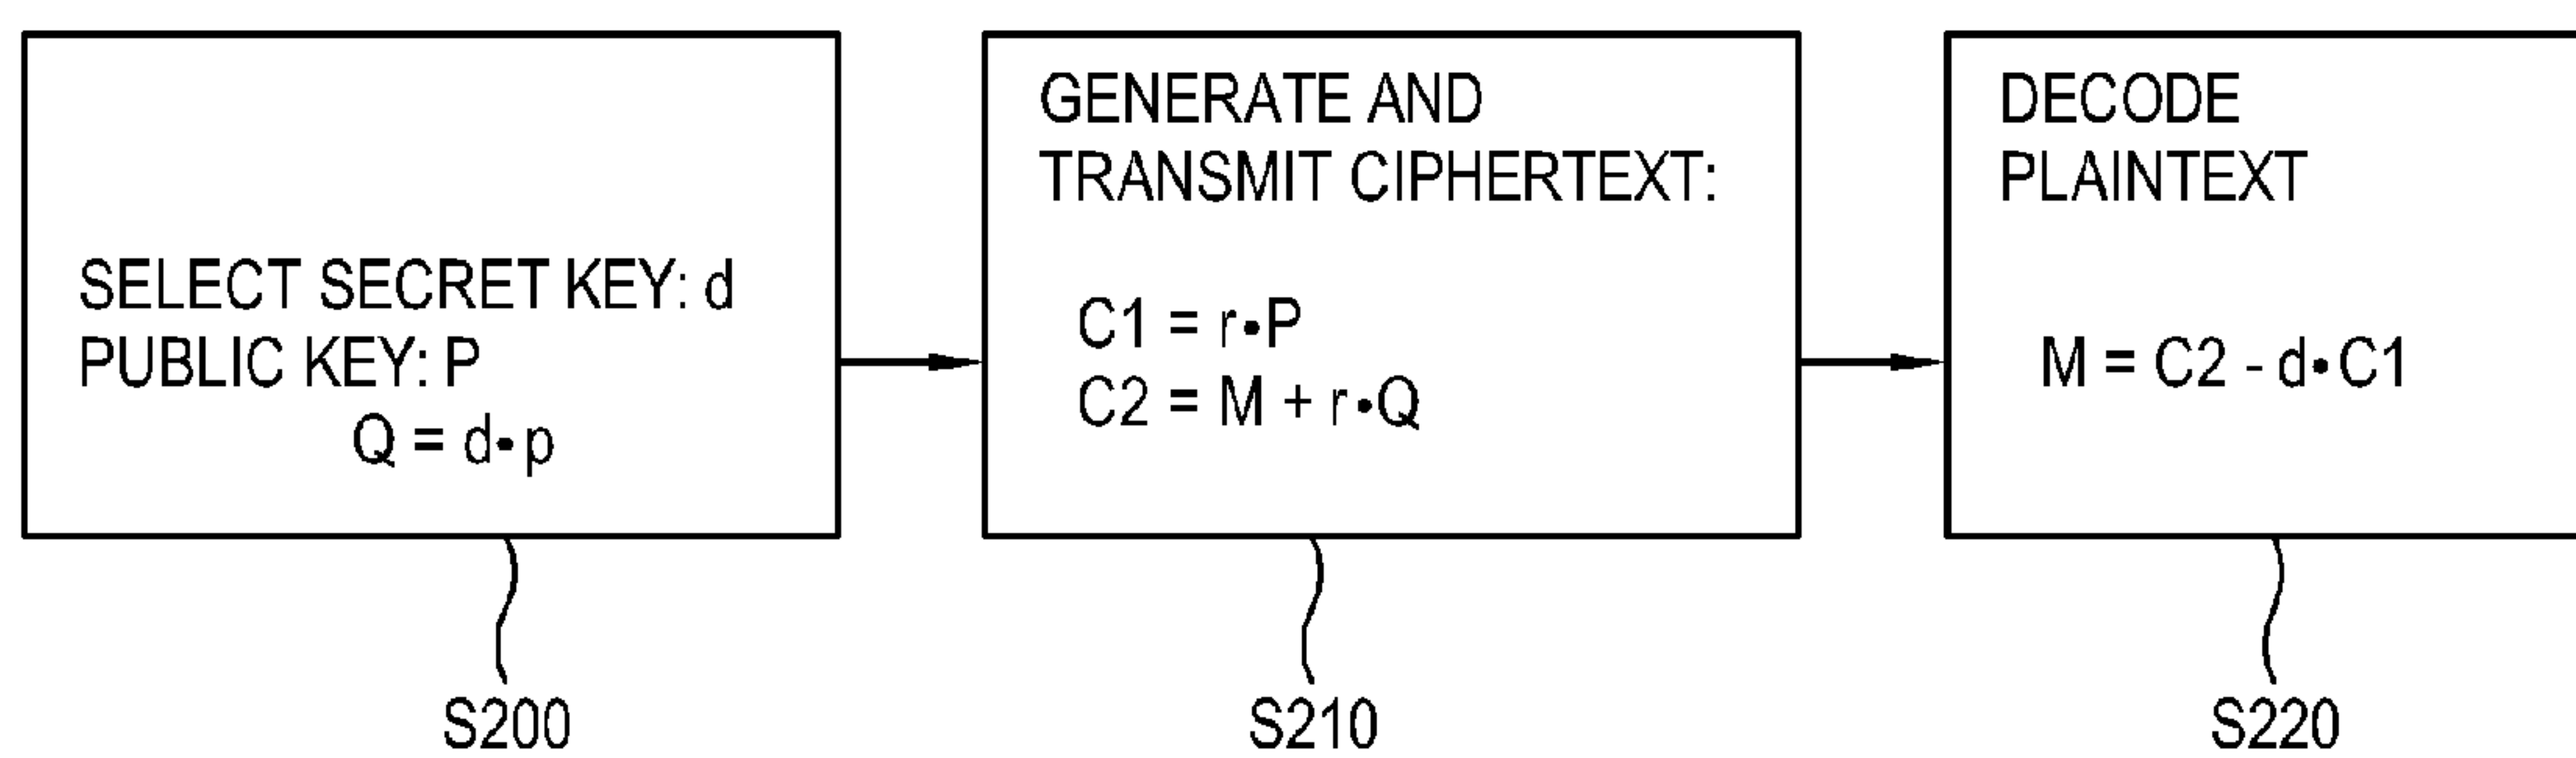 SELECT SECRET KEY: d
PUBLIC KEY: P
Q = d•p
S200
GENERATE AND
TRANSMIT CIPHERTEXT:
C1 = r•P
C2 = M + r•Q
S210
DECODE
PLAINTEXT
M = C2 - d•C1
S220